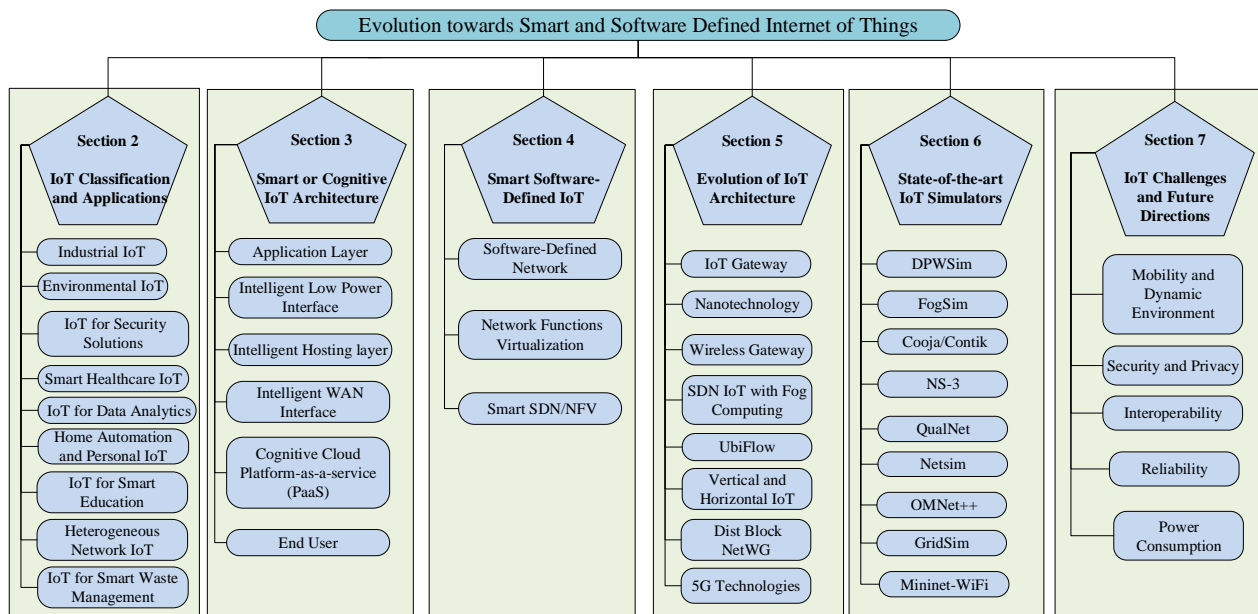 Evolution towards Smart and Software Defined Internet of Things
Section 2
IoT Classification
and Applications
Industrial IoT
Environmental IoT
IoT for Security
Solutions
Smart Healthcare IoT
IoT for Data Analytics
Home Automation
and Personal IoT
IoT for Smart
Education
Heterogeneous
Network IoT
IoT for Smart Waste
Management
Section 3
Smart or Cognitive
IoT Architecture
Application Layer
Intelligent Low Power
Interface
Intelligent Hosting layer
Intelligent WAN
Interface
Cognitive Cloud
Platform-as-a-service
(PaaS)
End User
Section 4
Smart Software-
Defined IoT
Software-Defined
Network
Network Functions
Virtualization
Smart SDN/NFV
Section 5
Evolution of IoT
Architecture
IoT Gateway
Nanotechnology
Wireless Gateway
SDN IoT with Fog
Computing
UbiFlow
Vertical and
Horizontal IoT
Dist Block
NetWG
5G Technologies
Section 6
State-of-the-art
IoT Simulators
DPWSim
FogSim
Cooja/Contik
NS-3
QualNet
Netsim
OMNet++
GridSim
Mininet-WiFi
Section 7
IoT Challenges
and Future
Directions
Mobility and
Dynamic
Environment
Security and Privacy
Interoperability
Reliability
Power
Consumption